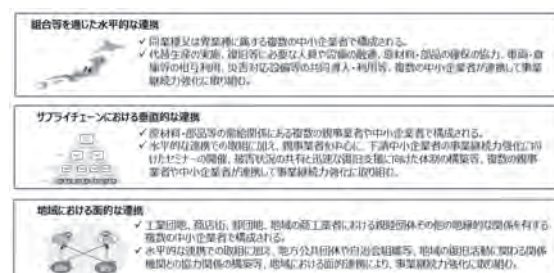 組合等を通じた水平的な連携
✓ 同業種又は異業種に属する複数の中小企業者で構成される。
✓ 代替生産の実施、復旧等に必要な人員や設備の融通、原材料・部品の確保の協力、車両・倉
庫等の相互利用、災害対応設備等の共同導入・利用等、複数の中小企業者が連携して事業
継続力強化に取り組む。
サプライチェーンにおける垂直的な連携
✓ 原材料・部品等の供給関係にある複数の親事業者や中小企業者で構成される。
✓ 水平的な連携での取組に加え、親事業者を中心に、下請中小企業者の事業継続力強化に向
けたセミナーの開催、被害状況の共有と迅速な復旧支援に向けた体制の構築等、複数の親事
業者や中小企業者が連携して事業継続力強化に取り組む。
地域における面的な連携
✓ 工業団地、商店街、卸団地、地域の商工業者における親睦団体その他の地縁的な関係を有する
複数の中小企業者で構成される。
✓ 水平的な連携での取組に加え、地方公共団体や自治会組織等、地域の復旧活動に関わる関係
機関との協力関係の構築等、地域における面的連携により、事業継続力強化に取り組む。